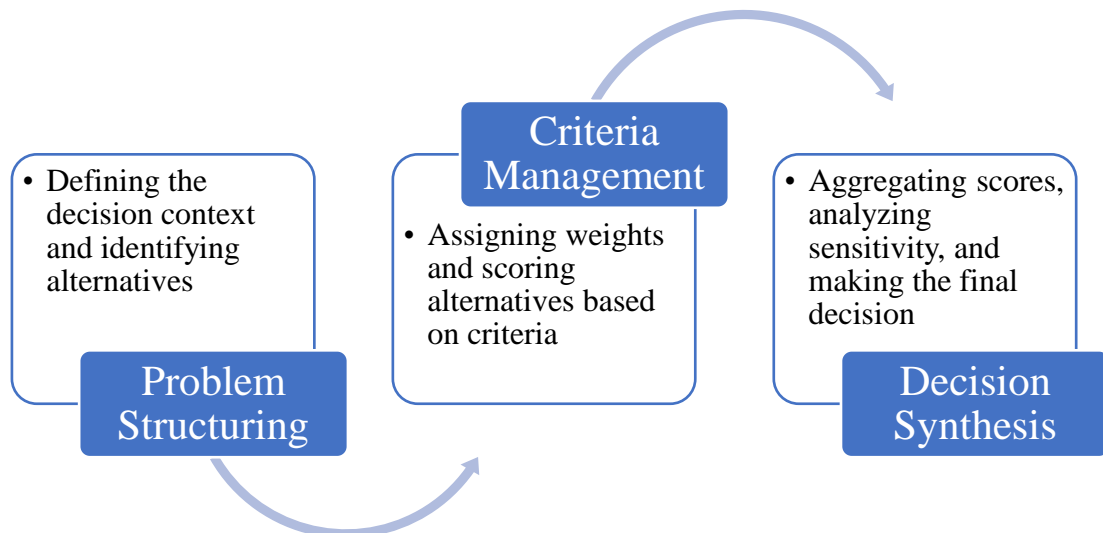 • Defining the
decision context
and identifying
alternatives
Problem
Structuring
Criteria
Management
• Assigning weights
and scoring
alternatives based
on criteria
• Aggregating scores,
analyzing
sensitivity, and
making the final
decision
Decision
Synthesis